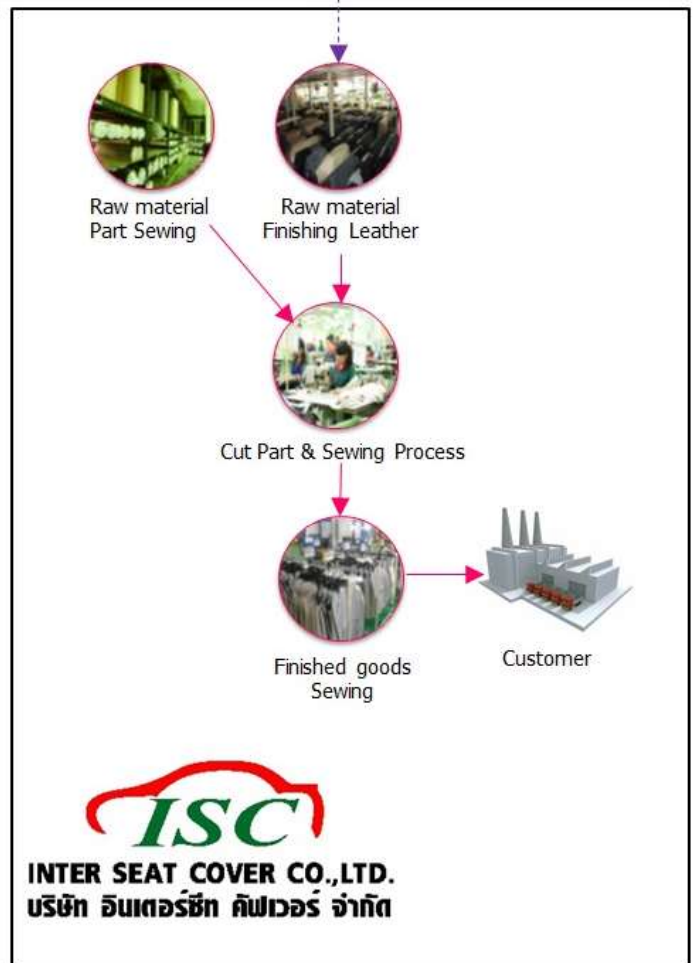 Raw material
Part Sewing
Raw material
Finishing Leather
Cut Part & Sewing Process
Finished goods
Sewing
Customer
ISC
INTER SEAT COVER CO.,LTD.
บริษัท อินเตอร์ซีท คัฟเวอร์ จำกัด